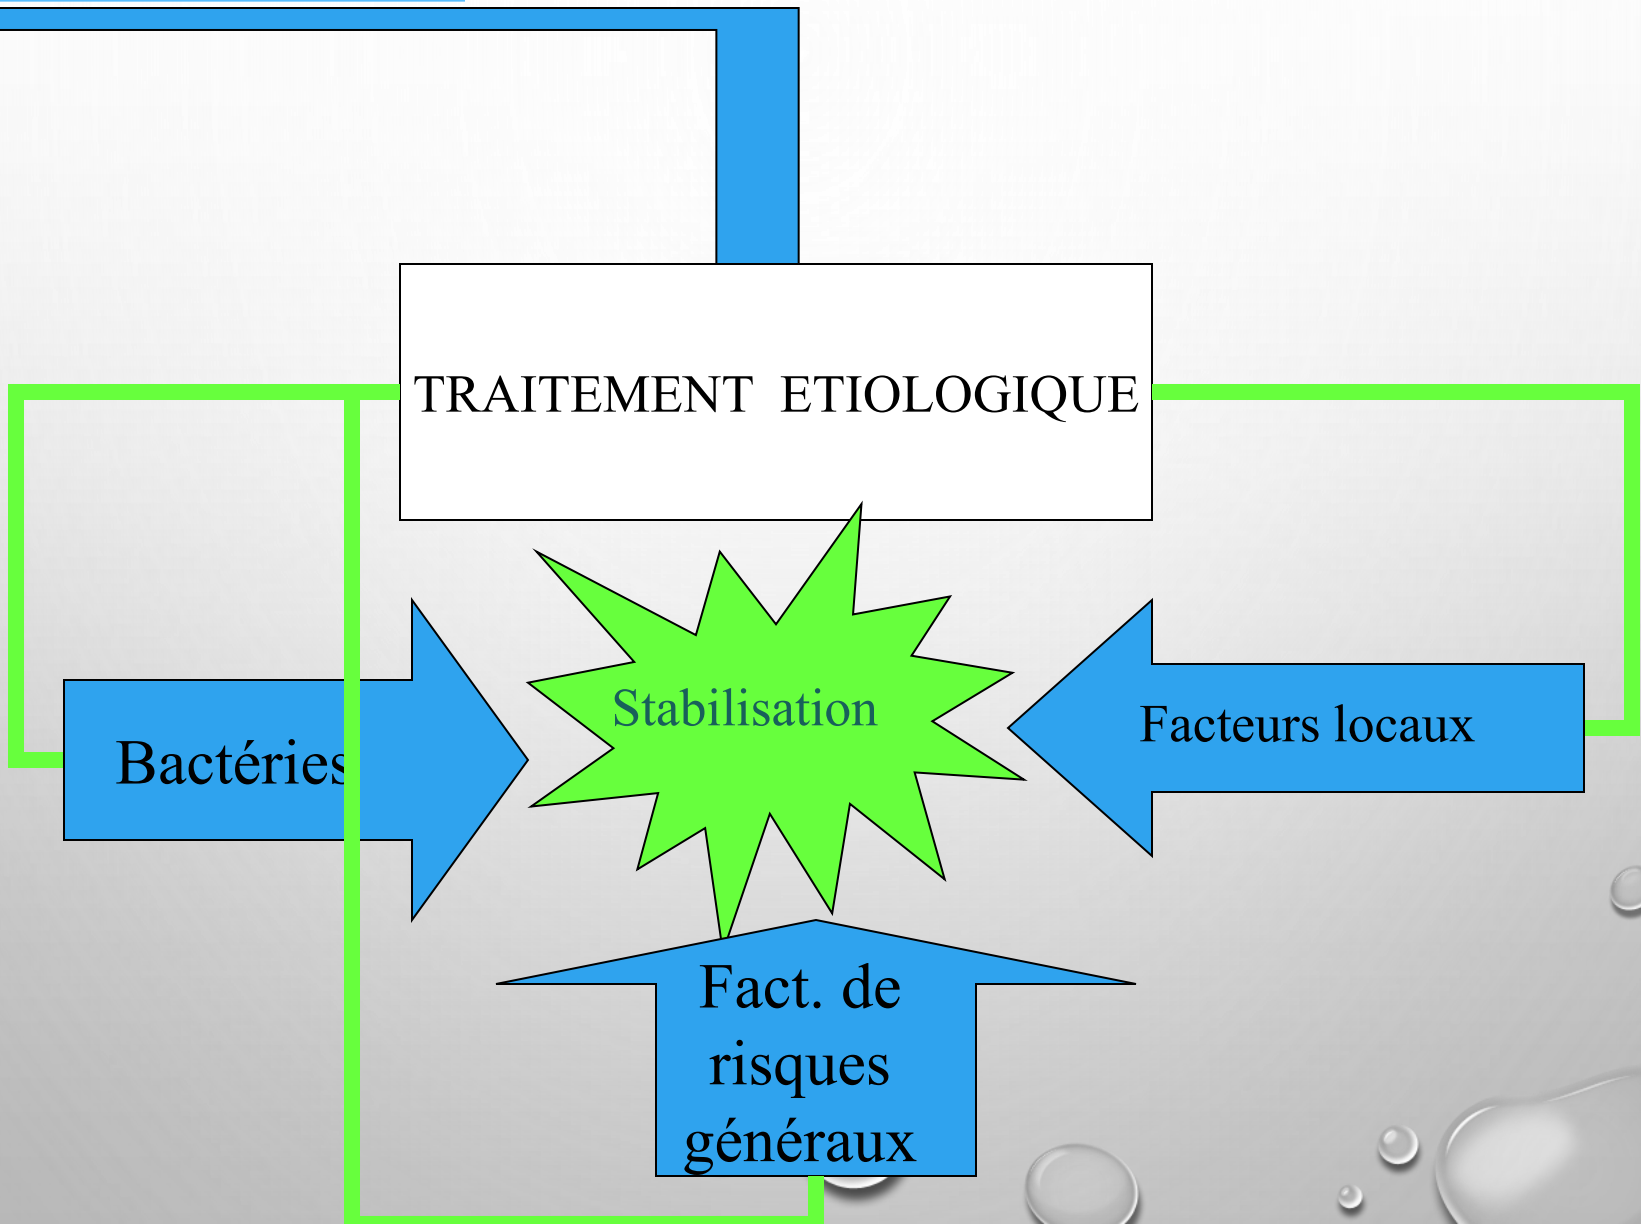 TRAITEMENT ETIOLOGIQUE
Stabilisation
Bactéries
Facteurs locaux
Fact. de
risques
généraux